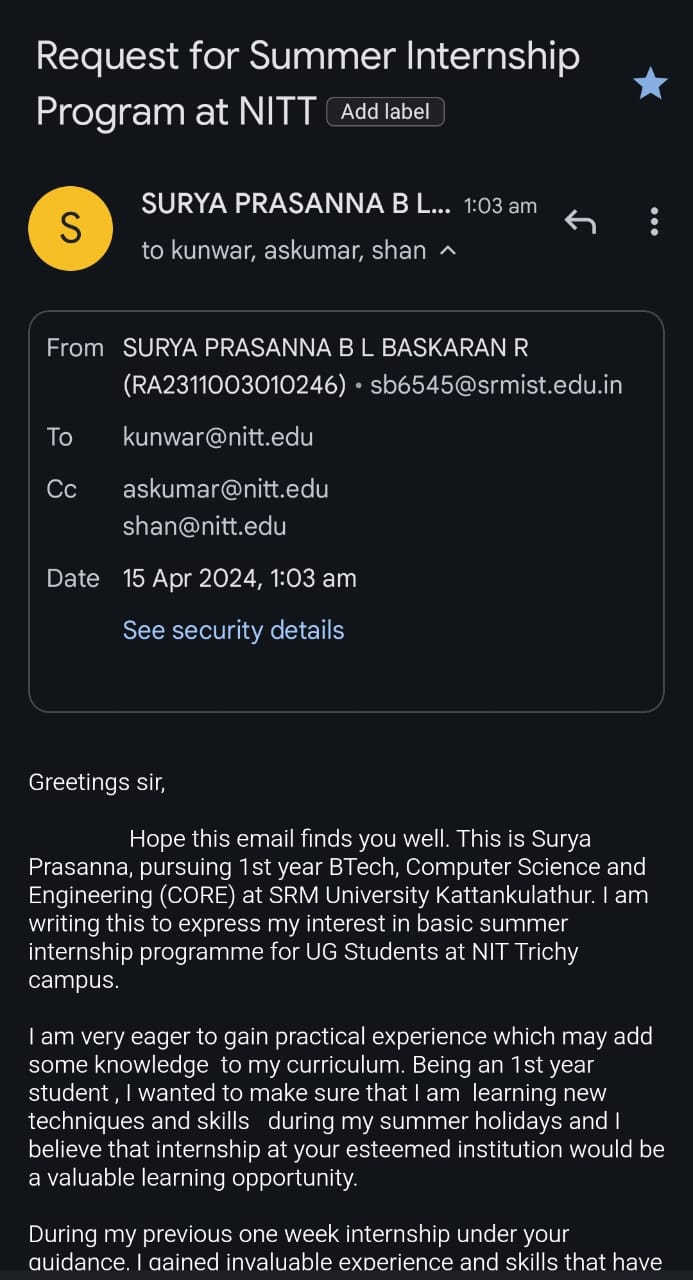 Request for Summer Internship
Program at NITT Add label
S
SURYA PRASANNA B L... 1:03 am
to kunwar, askumar, shan
From SURYA PRASANNA B L BASKARAN R
(RA2311003010246) • sb6545@srmist.edu.in
To kunwar@nitt.edu
Cc askumar@nitt.edu
shan@nitt.edu
Date 15 Apr 2024, 1:03 am
See security details
Greetings sir,
Hope this email finds you well. This is Surya
Prasanna, pursuing 1st year BTech, Computer Science and
Engineering (CORE) at SRM University Kattankulathur. I am
writing this to express my interest in basic summer
internship programme for UG Students at NIT Trichy
campus.
I am very eager to gain practical experience which may add
some knowledge  to my curriculum. Being an 1st year
student , I wanted to make sure that I am  learning new
techniques and skills   during my summer holidays and I
believe that internship at your esteemed institution would be
a valuable learning opportunity.
During my previous one week internship under your
guidance, I gained invaluable experience and skills that have